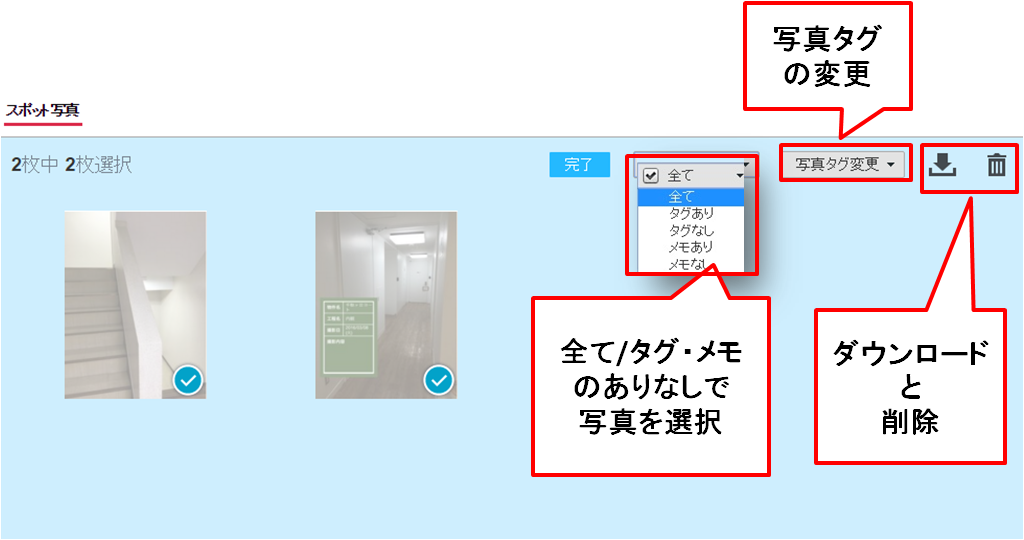 写真タグ
の変更
スポット写真
2枚中 2枚選択
完了
全て
写真タグ変更
全て
タグあり
タグなし
メモあり
メモなし
全て/タグ・メモ
のありなしで
写真を選択
ダウンロード
と
削除